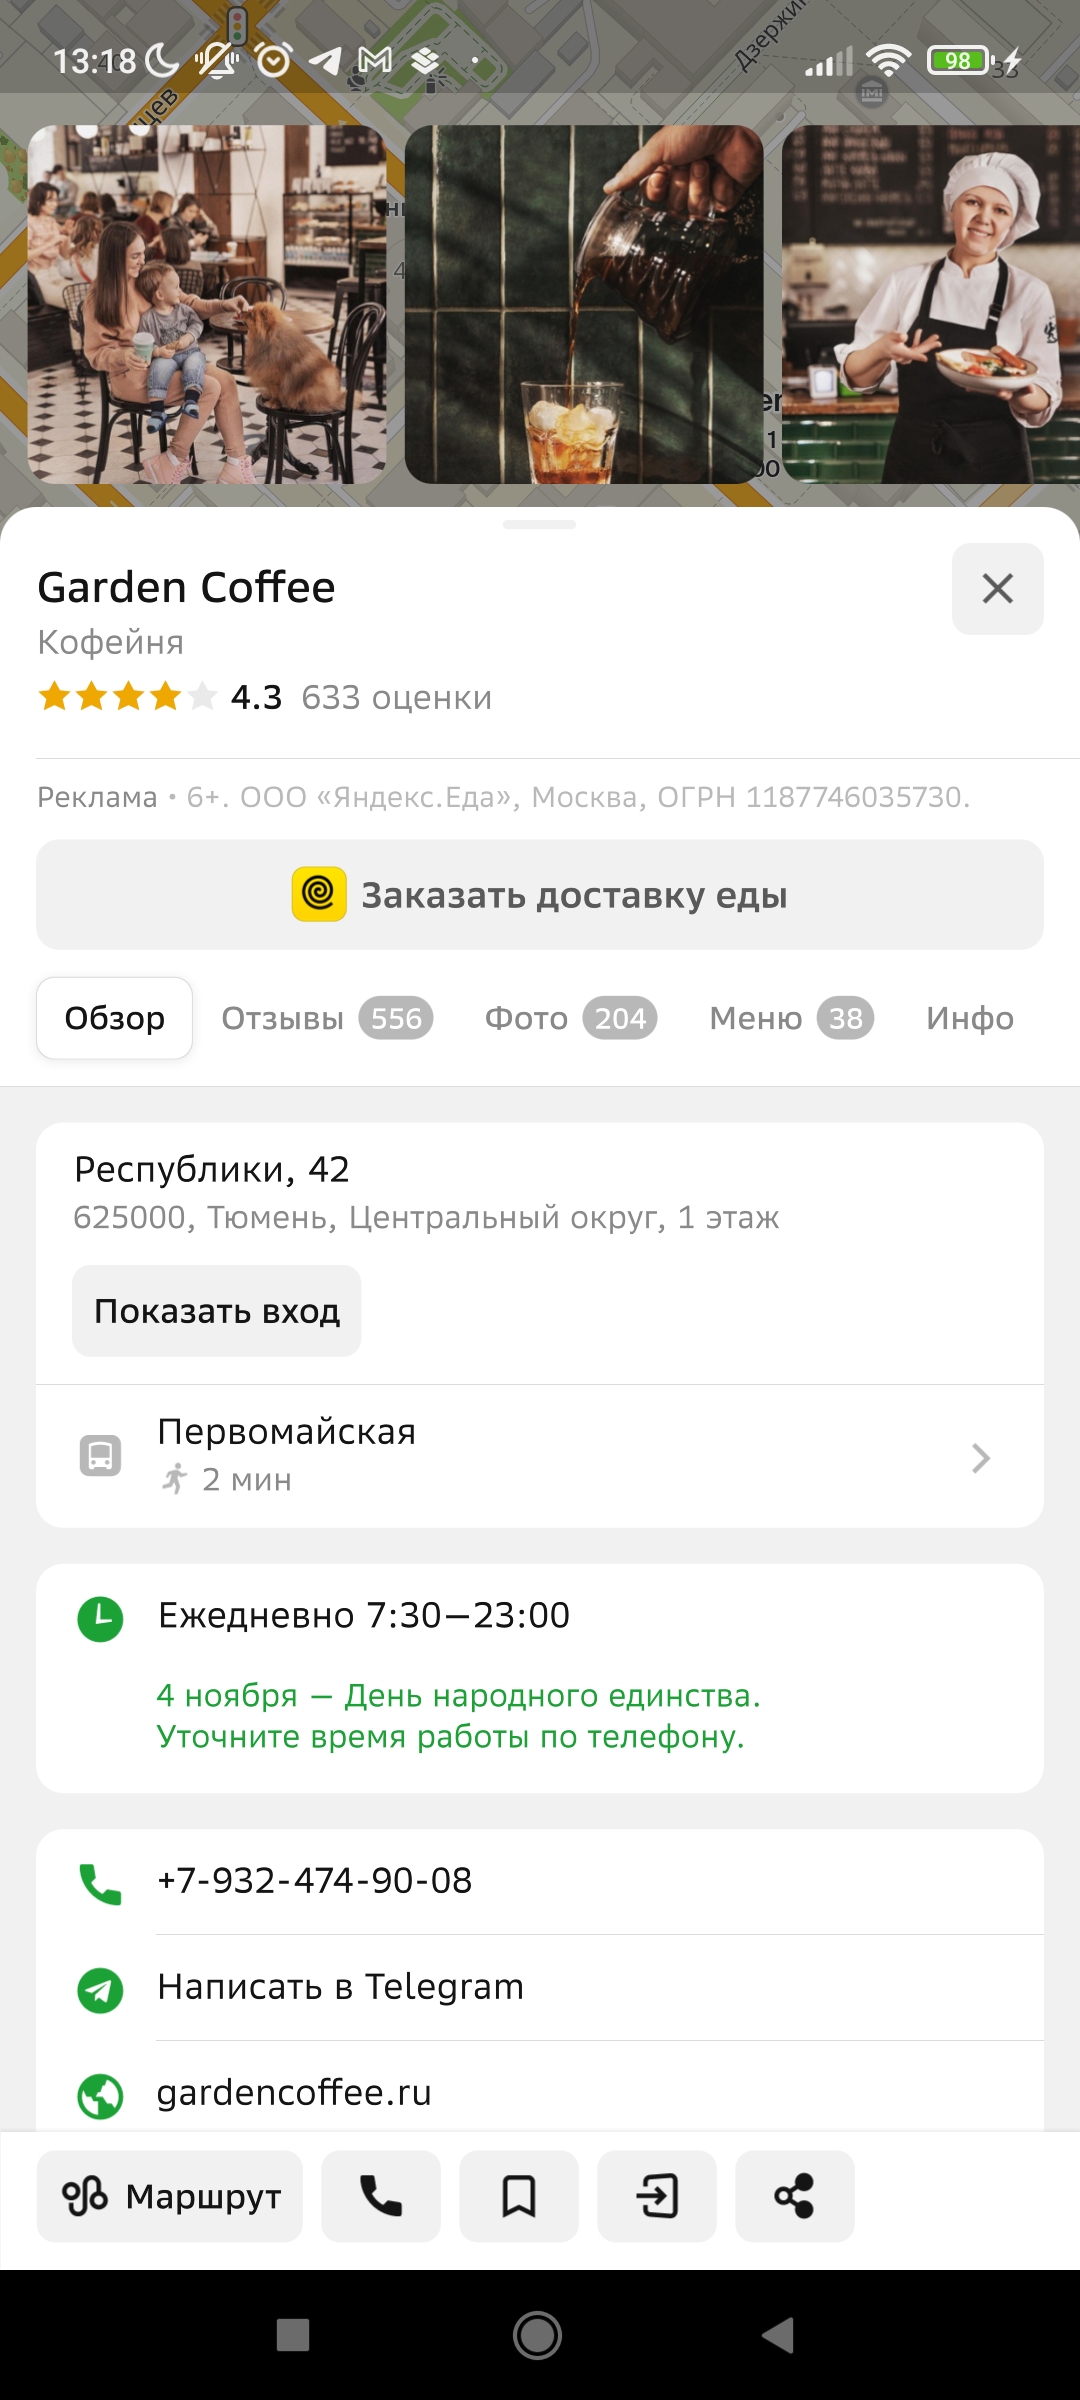 13:18
98
Дзержин
33
цев
Garden Coffee
Кофейня
4.3 633 оценки
Реклама • 6+. ООО «Яндекс.Еда», Москва, ОГРН 1187746035730.
Заказать доставку еды
Обзор Отзывы 556 Фото 204 Меню 38 Инфо
Республики, 42
625000, Тюмень, Центральный округ, 1 этаж
Показать вход
Первомайская
2 мин
Ежедневно 7:30–23:00
4 ноября — День народного единства.
Уточните время работы по телефону.
+7-932-474-90-08
Написать в Telegram
gardencoffee.ru
Маршрут